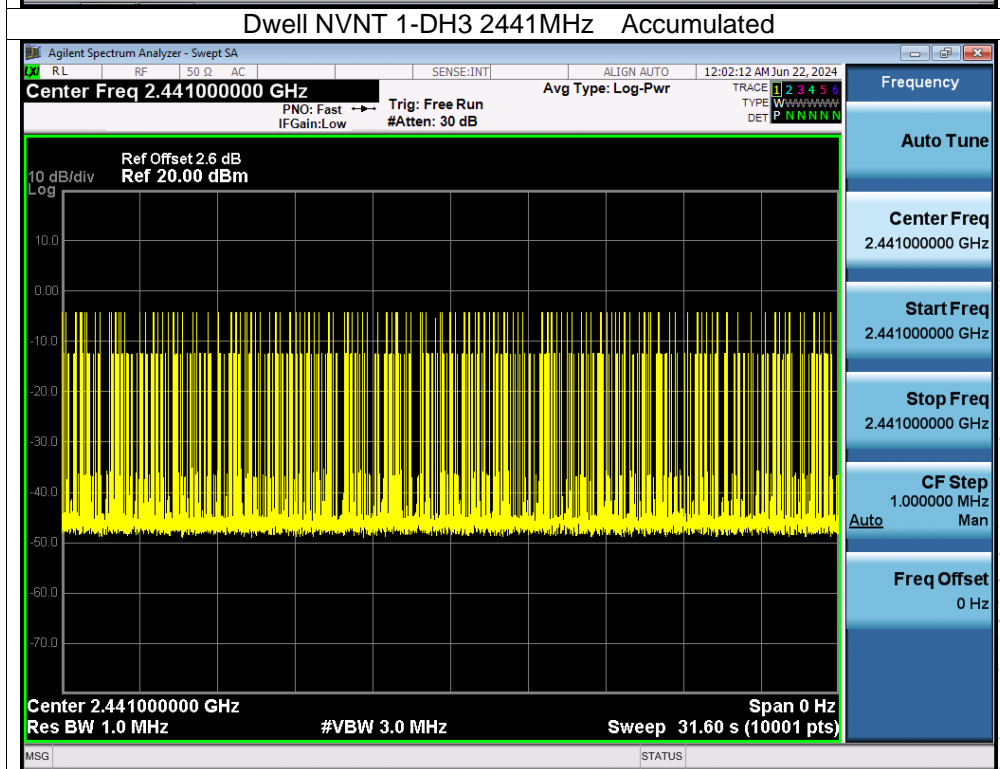 Dwell NVNT 1-DH3 2441MHz Accumulated
Agilent Spectrum Analyzer - Swept SA
LXI RL RF 50 Ω AC SENSE:INT ALIGN AUTO 12:02:12 AM Jun 22, 2024
Center Freq 2.441000000 GHz
Avg Type: Log-Pwr
TRACE 1 2 3 4 5 6
PNO: Fast
Trig: Free Run
TYPE WWWWWW
IFGain:Low
#Atten: 30 dB
DET P N N N N N
Ref Offset 2.6 dB
10 dB/div Ref 20.00 dBm
Log
10.0
0.00
-10.0
-20.0
-30.0
-40.0
-50.0
-60.0
-70.0
Center 2.441000000 GHz Span 0 Hz
Res BW 1.0 MHz #VBW 3.0 MHz Sweep 31.60 s (10001 pts)
MSG STATUS
Frequency
Auto Tune
Center Freq
2.441000000 GHz
Start Freq
2.441000000 GHz
Stop Freq
2.441000000 GHz
CF Step
1.000000 MHz
Auto Man
Freq Offset
0 Hz